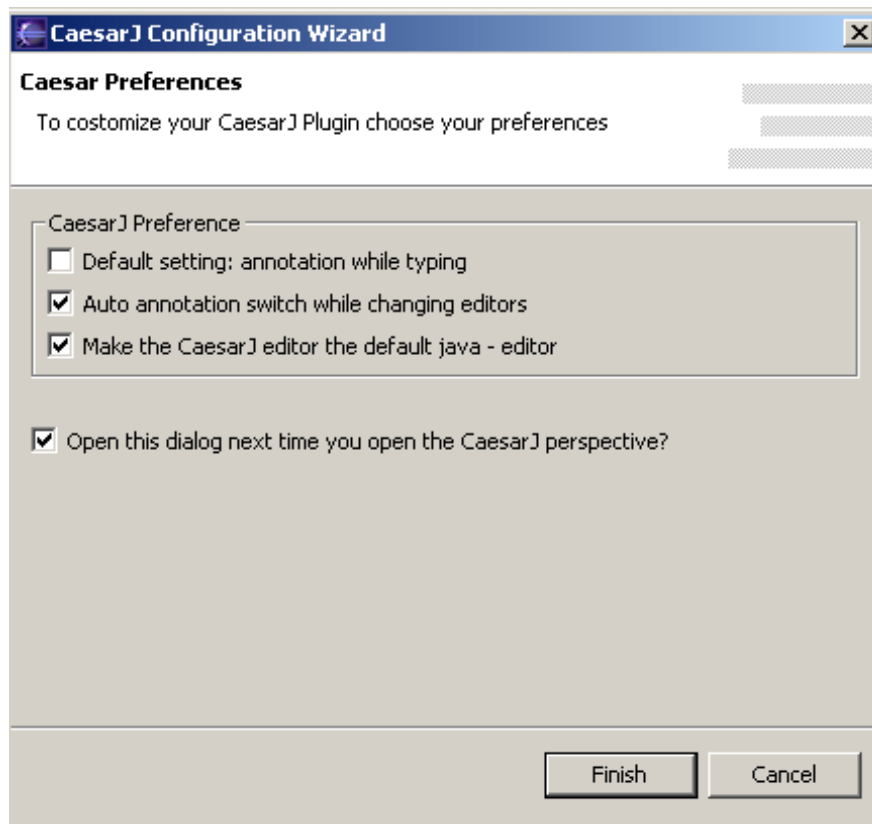 CaesarJ Configuration Wizard
Caesar Preferences
To costomize your CaesarJ Plugin choose your preferences
CaesarJ Preference
Default setting: annotation while typing
Auto annotation switch while changing editors
Make the CaesarJ editor the default java - editor
Open this dialog next time you open the CaesarJ perspective?
Finish Cancel